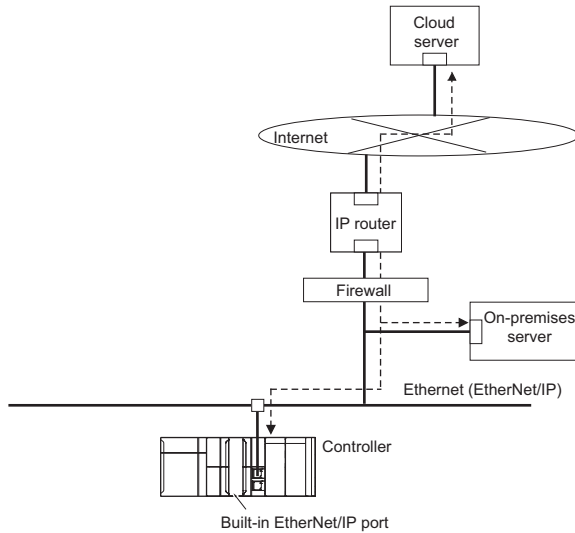 Cloud
server
Internet
IP router
Firewall
On-premises
server
Ethernet (EtherNet/IP)
Controller
Built-in EtherNet/IP port